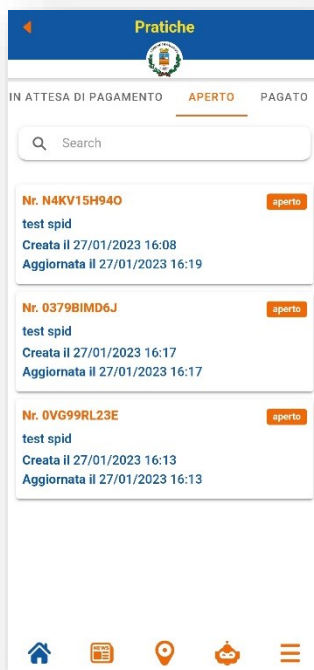 Pratiche
IN ATTESA DI PAGAMENTO APERTO PAGATO
Search
Nr. N4KV15H94O aperto
test spid
Creata il 27/01/2023 16:08
Aggiornata il 27/01/2023 16:19
Nr. 0379BIMD6J aperto
test spid
Creata il 27/01/2023 16:17
Aggiornata il 27/01/2023 16:17
Nr. 0VG99RL23E aperto
test spid
Creata il 27/01/2023 16:13
Aggiornata il 27/01/2023 16:13
NEWS